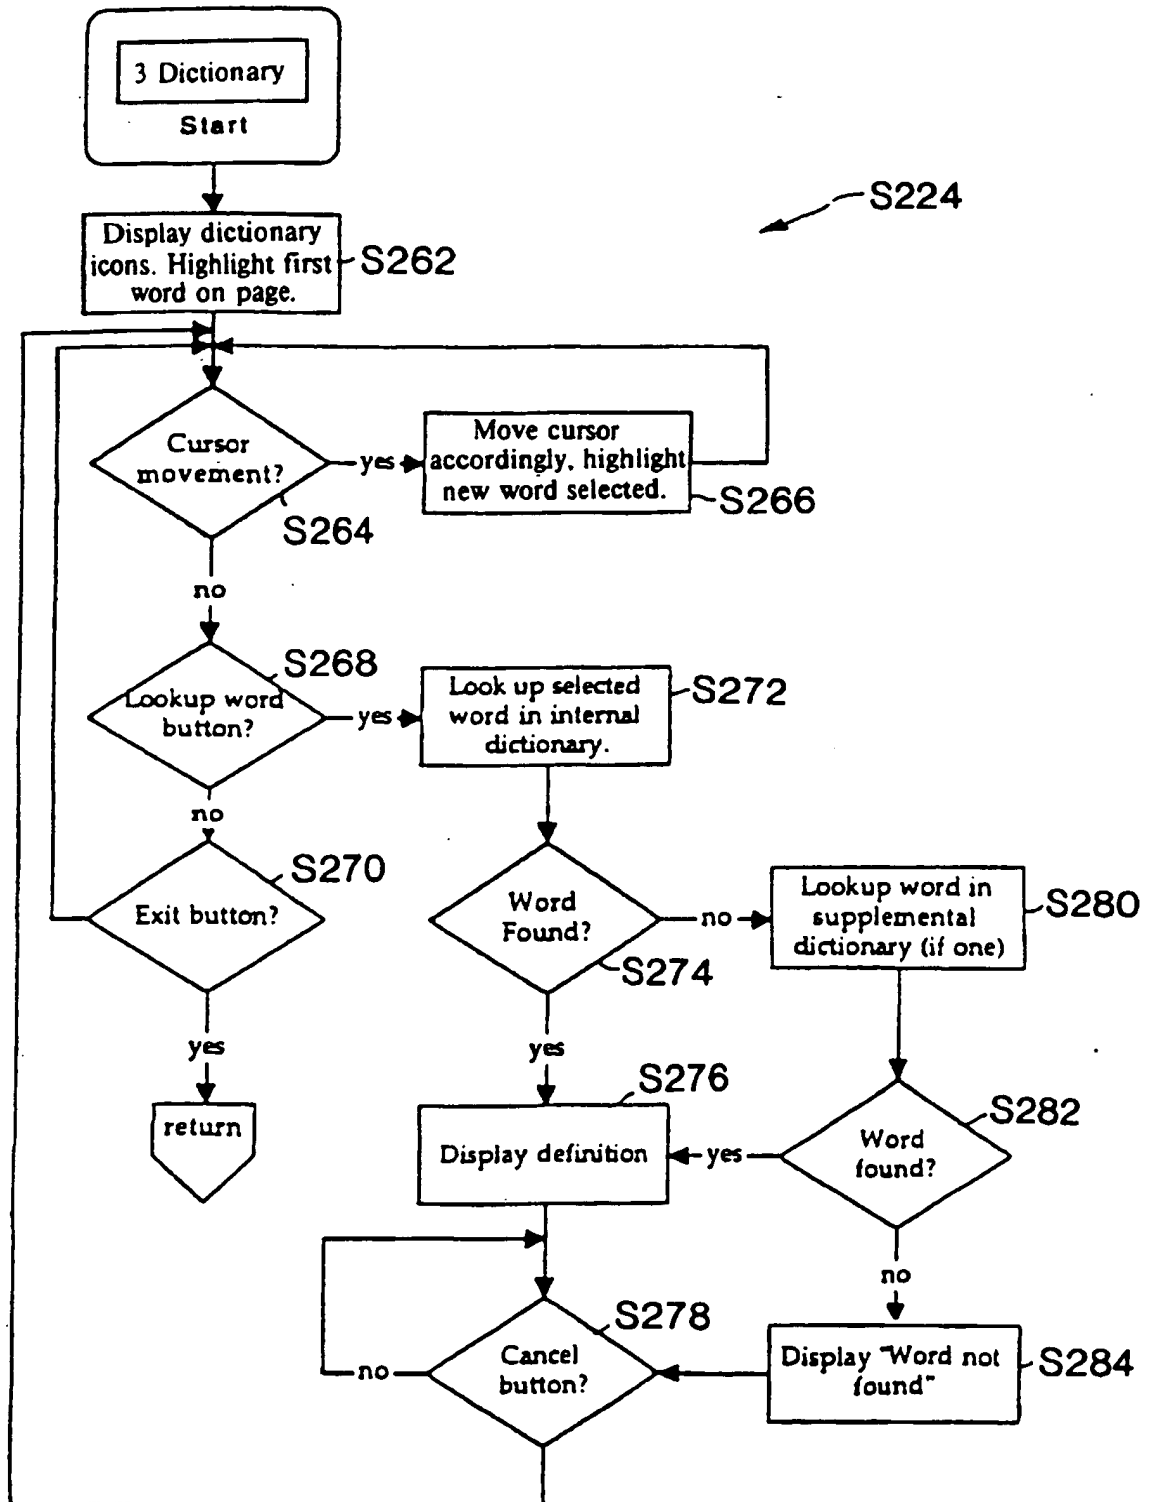 3 Dictionary
Start
S224
Display dictionary
icons. Highlight first
word on page.
S262
Cursor
movement?
S264
yes
Move cursor
accordingly, highlight
new word selected.
S266
no
Lookup word
button?
S268
yes
Look up selected
word in internal
dictionary.
S272
no
Exit button?
S270
Word
Found?
S274
no
Lookup word in
supplemental
dictionary (if one)
S280
yes
return
yes
S276
Display definition
yes
Word
found?
S282
no
Cancel
button?
S278
no
Display "Word not
found"
S284